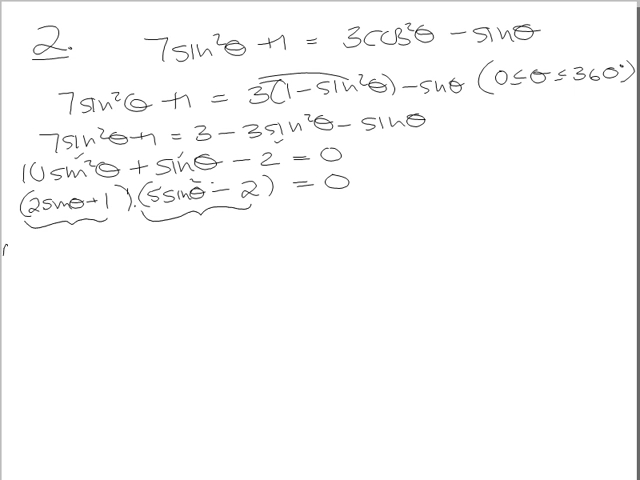 2. 7sin²θ + 1 = 3cos²θ − sinθ
7sin²θ + 1 = 3(1 − sin²θ) − sinθ (0 ≤ θ ≤ 360°)
7sin²θ + 1 = 3 − 3sin²θ − sinθ
10sin²θ + sinθ − 2 = 0
(2sinθ + 1).(5sinθ − 2) = 0